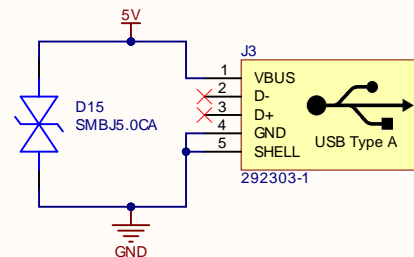 5V
J3
1 VBUS
2 D-
3 D+
4 GND
5 SHELL
USB Type A
292303-1
D15
SMBJ5.0CA
GND